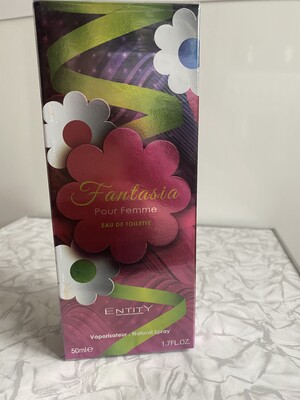 Fantasia
Pour Femme
EAU DE TOILETTE
ENTITY
Vaporisateur - Natural Spray
50ml e 1.7FL.OZ.